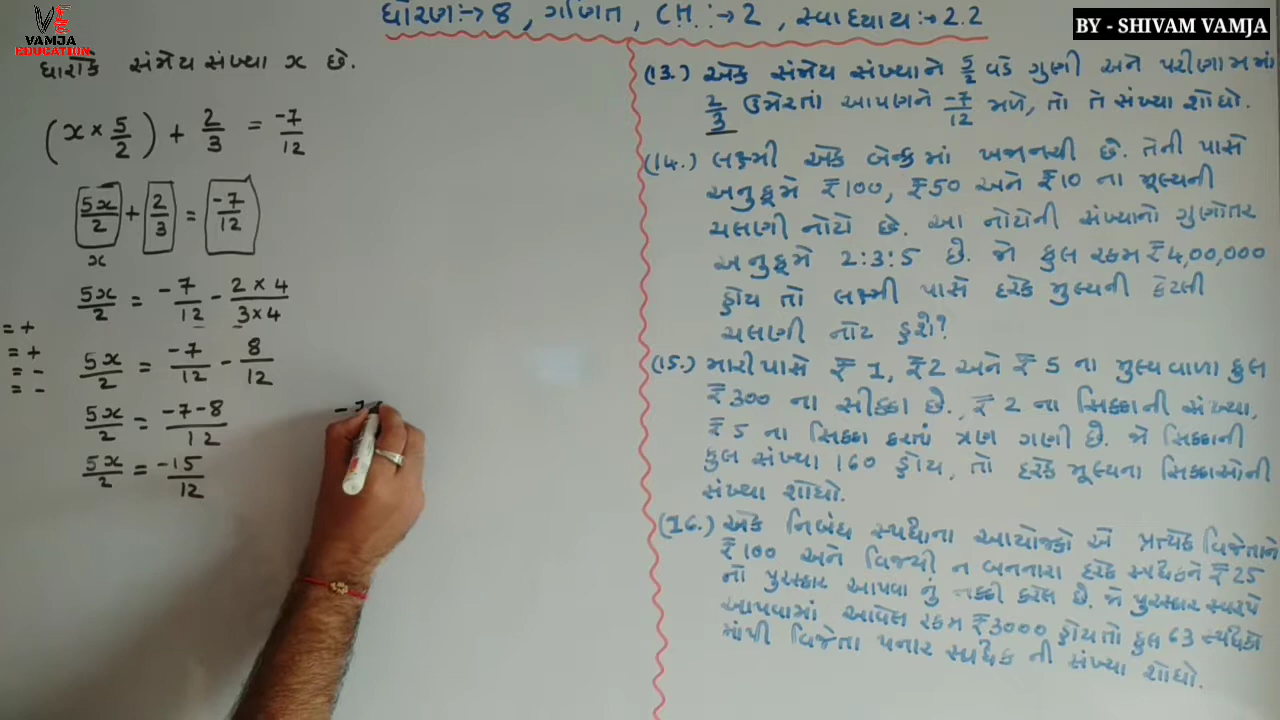 ધોરણ:→ 8 , ગણિત, CH.:→ 2 , સ્વાધ્યાય:→ 2.2
VE
VAMJA
EDUCATION
BY - SHIVAM VAMJA
ધારોકે સંમેય સંખ્યા x છે.
(x × 5/2) + 2/3 = -7/12
5x/2 + 2/3 = -7/12
x
5x/2 = -7/12 - 2×4/3×4
= +
= +
= -
= -
5x/2 = -7/12 - 8/12
5x/2 = -7-8/12
5x/2 = -15/12
(13.) એક સંમેય સંખ્યાને 5/2 વડે ગુણી અને પરીણામમાં
2/3 ઉમેરતાં આપણને -7/12 મળે, તો તે સંખ્યા શોધો.
(14.) લક્ષ્મી એક બેન્કમાં ખજાનચી છે. તેની પાસે
અનુક્રમે ₹100, ₹50 અને ₹10 ના મૂલ્યની
ચલણી નોટો છે. આ નોટોની સંખ્યાનો ગુણોતર
અનુક્રમે 2:3:5 છે. જો કુલ રકમ ₹4,00,000
હોય તો લક્ષ્મી પાસે દરેક મુલ્યની કેટલી
ચલણી નોટ હશે?
(15.) મારી પાસે ₹ 1, ₹2 અને ₹ 5 ના મુલ્ય વાળા કુલ
₹300 ના સીક્કા છે. ₹ 2 ના સિક્કાની સંખ્યા,
₹ 5 ના સિક્કા કરતાં ત્રણ ગણી છે. જો સિક્કાની
કુલ સંખ્યા 160 હોય, તો દરેક મૂલ્યના સિક્કાઓની
સંખ્યા શોધો.
(16.) એક નિબંધ સ્પર્ધાના આયોજકો એ પ્રત્યેક વિજેતાને
₹100 અને વિજયી ન બનનારા દરેક સ્પર્ધકને ₹25
નો પુરસ્કાર આપવા નું નક્કી કરેલ છે. જો પુરસ્કાર સ્વરૂપે
આપવામાં આવેલ રકમ ₹3000 હોય તો કુલ 63 સ્પર્ધકો
માંથી વિજેતા થનાર સ્પર્ધક ની સંખ્યા શોધો.